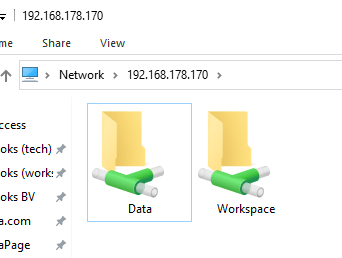 192.168.178.170
me Share View
Network 192.168.178.170
ccess
oks (tech)
Data Workspace
oks (works
oks BV
a.com
aPage